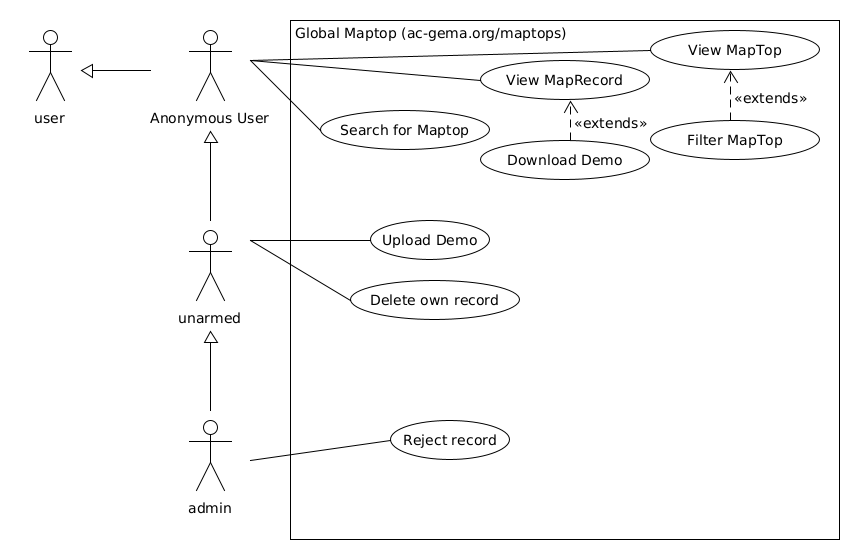 Global Maptop (ac-gema.org/maptops)
View MapTop
View MapRecord
«extends»
user
Anonymous User
Search for Maptop
«extends»
Filter MapTop
Download Demo
Upload Demo
Delete own record
unarmed
Reject record
admin